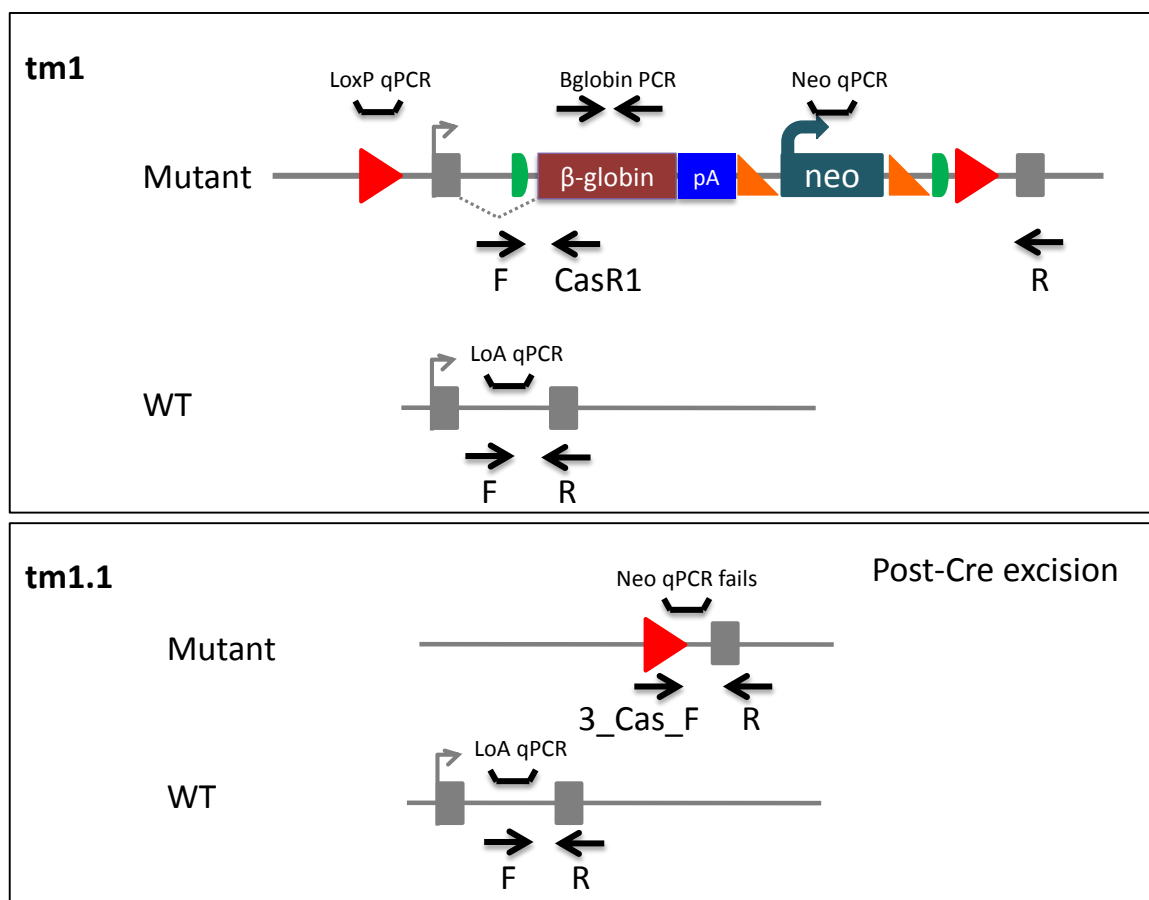 tm1
LoxP qPCR
Bglobin PCR
Neo qPCR
Mutant
β-globin
pA
neo
F
CasR1
R
LoA qPCR
WT
F
R
tm1.1
Post-Cre excision
Neo qPCR fails
Mutant
3_Cas_F
R
LoA qPCR
WT
F
R